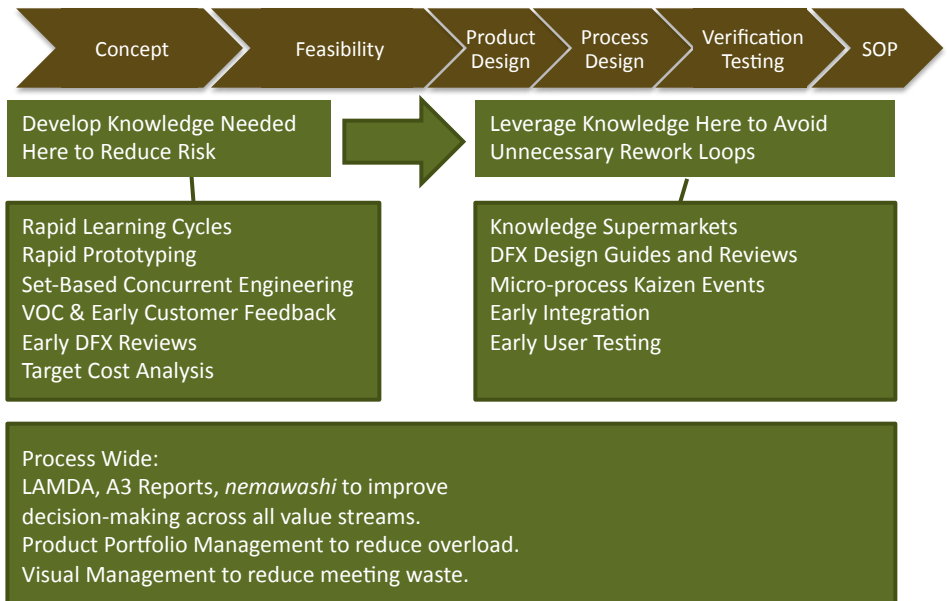 Concept
Feasibility
Product
Design
Process
Design
Verification
Testing
SOP
Develop Knowledge Needed
Here to Reduce Risk
Leverage Knowledge Here to Avoid
Unnecessary Rework Loops
Rapid Learning Cycles
Rapid Prototyping
Set-Based Concurrent Engineering
VOC & Early Customer Feedback
Early DFX Reviews
Target Cost Analysis
Knowledge Supermarkets
DFX Design Guides and Reviews
Micro-process Kaizen Events
Early Integration
Early User Testing
Process Wide:
LAMDA, A3 Reports, nemawashi to improve
decision-making across all value streams.
Product Portfolio Management to reduce overload.
Visual Management to reduce meeting waste.